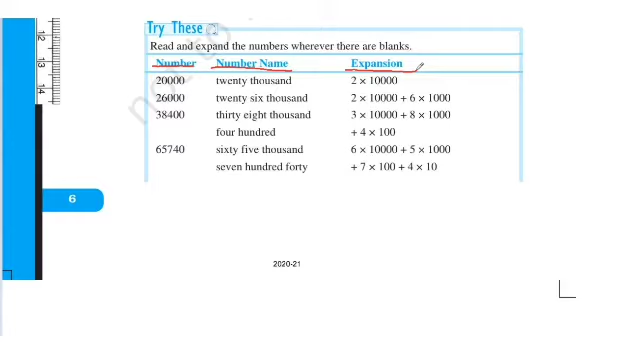 Try These
Read and expand the numbers wherever there are blanks.
Number Number Name Expansion
20000 twenty thousand 2 × 10000
26000 twenty six thousand 2 × 10000 + 6 × 1000
38400 thirty eight thousand 3 × 10000 + 8 × 1000
four hundred + 4 × 100
65740 sixty five thousand 6 × 10000 + 5 × 1000
seven hundred forty + 7 × 100 + 4 × 10
12
13
14
6
2020-21
not to